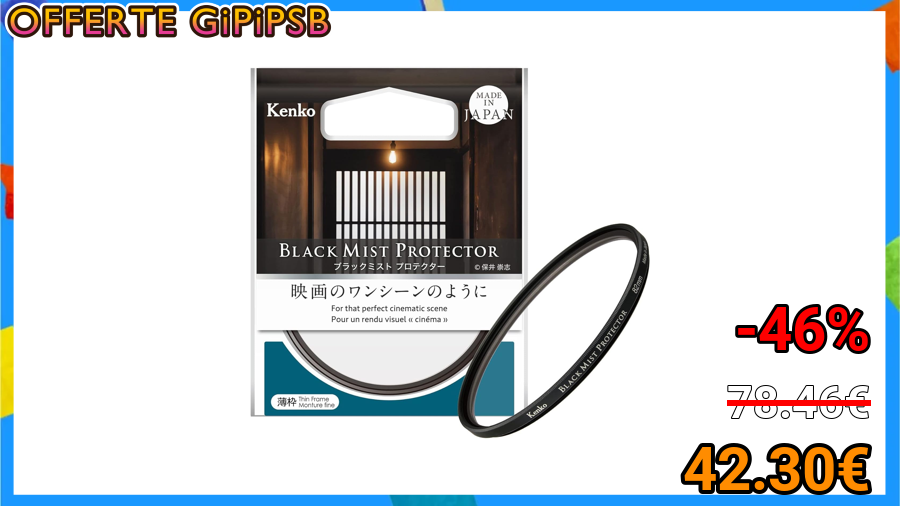 OFFERTE GiPiPSB
Kenko
MADE
IN
JAPAN
BLACK MIST PROTECTOR
ブラックミスト プロテクター
© 保井 崇志
映画のワンシーンのように
For that perfect cinematic scene
Pour un rendu visuel « cinéma »
薄枠
Thin Frame
Monture fine
Kenko
BLACK MIST PROTECTOR
82mm
-46%
78.46€
42.30€